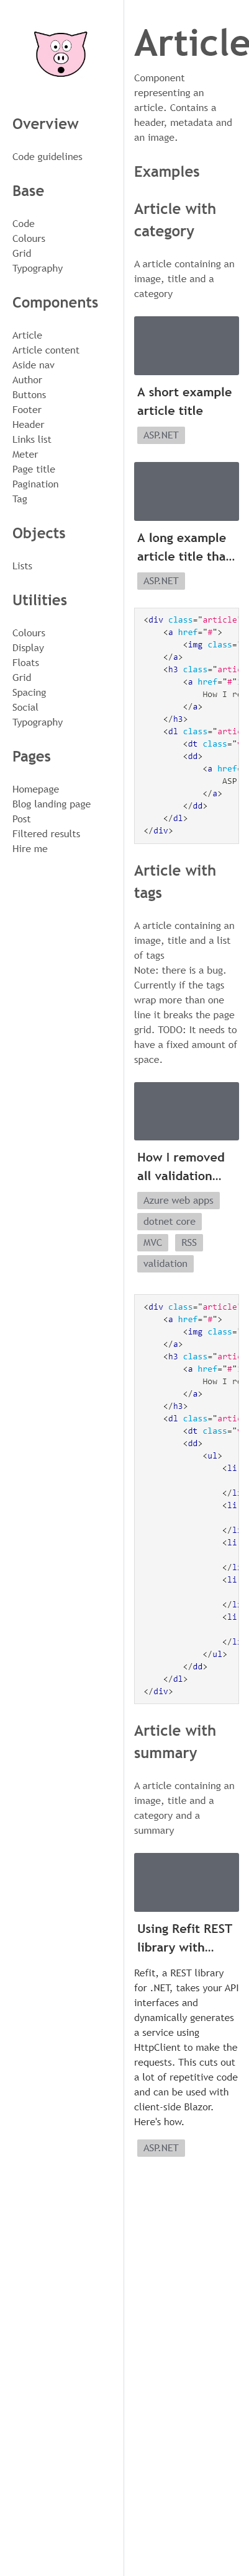 Overview
Code guidelines
Base
Code
Colours
Grid
Typography
Components
Article
Article content
Aside nav
Author
Buttons
Footer
Header
Links list
Meter
Page title
Pagination
Tag
Objects
Lists
Utilities
Colours
Display
Floats
Grid
Spacing
Social
Typography
Pages
Homepage
Blog landing page
Post
Filtered results
Hire me
Article
Component
representing an
article. Contains a
header, metadata and
an image.
Examples
Article with
category
A article containing an
image, title and a
category
A short example
article title
ASP.NET
A long example
article title tha...
ASP.NET
<div class="article
<a href="#">
<img class="
</a>
<h3 class="artic
<a href="#"
How I re
</a>
</h3>
<dl class="artic
<dt class="v
<dd>
<a href=
ASP
</a>
</dd>
</dl>
</div>
Article with
tags
A article containing an
image, title and a list
of tags
Note: there is a bug.
Currently if the tags
wrap more than one
line it breaks the page
grid. TODO: It needs to
have a fixed amount of
space.
How I removed
all validation...
Azure web apps
dotnet core
MVC RSS
validation
<div class="article
<a href="#">
<img class="
</a>
<h3 class="artic
<a href="#"
How I re
</a>
</h3>
<dl class="artic
<dt class="v
<dd>
<ul>
<li
</li
<li
</li
<li
</li
<li
</li
<li
</li
</ul>
</dd>
</dl>
</div>
Article with
summary
A article containing an
image, title and a
category and a
summary
Using Refit REST
library with...
Refit, a REST library
for .NET, takes your API
interfaces and
dynamically generates
a service using
HttpClient to make the
requests. This cuts out
a lot of repetitive code
and can be used with
client-side Blazor.
Here's how.
ASP.NET